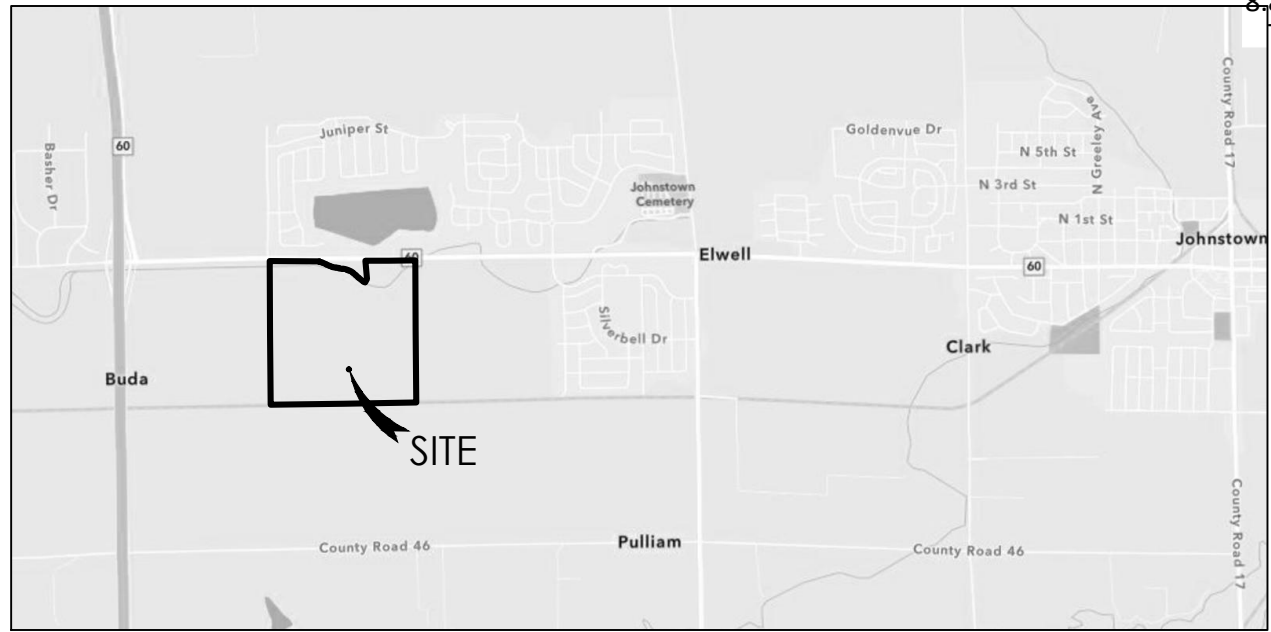 Juniper St
Goldenvue Dr
County Road 17
60
Basher Dr
N 5th St
N Greeley Ave
N 3rd St
Johnstown
Cemetery
N 1st St
Johnstown
60
Elwell
60
Silverbell Dr
Clark
Buda
SITE
County Road 46
Pulliam
County Road 46
County Road 17